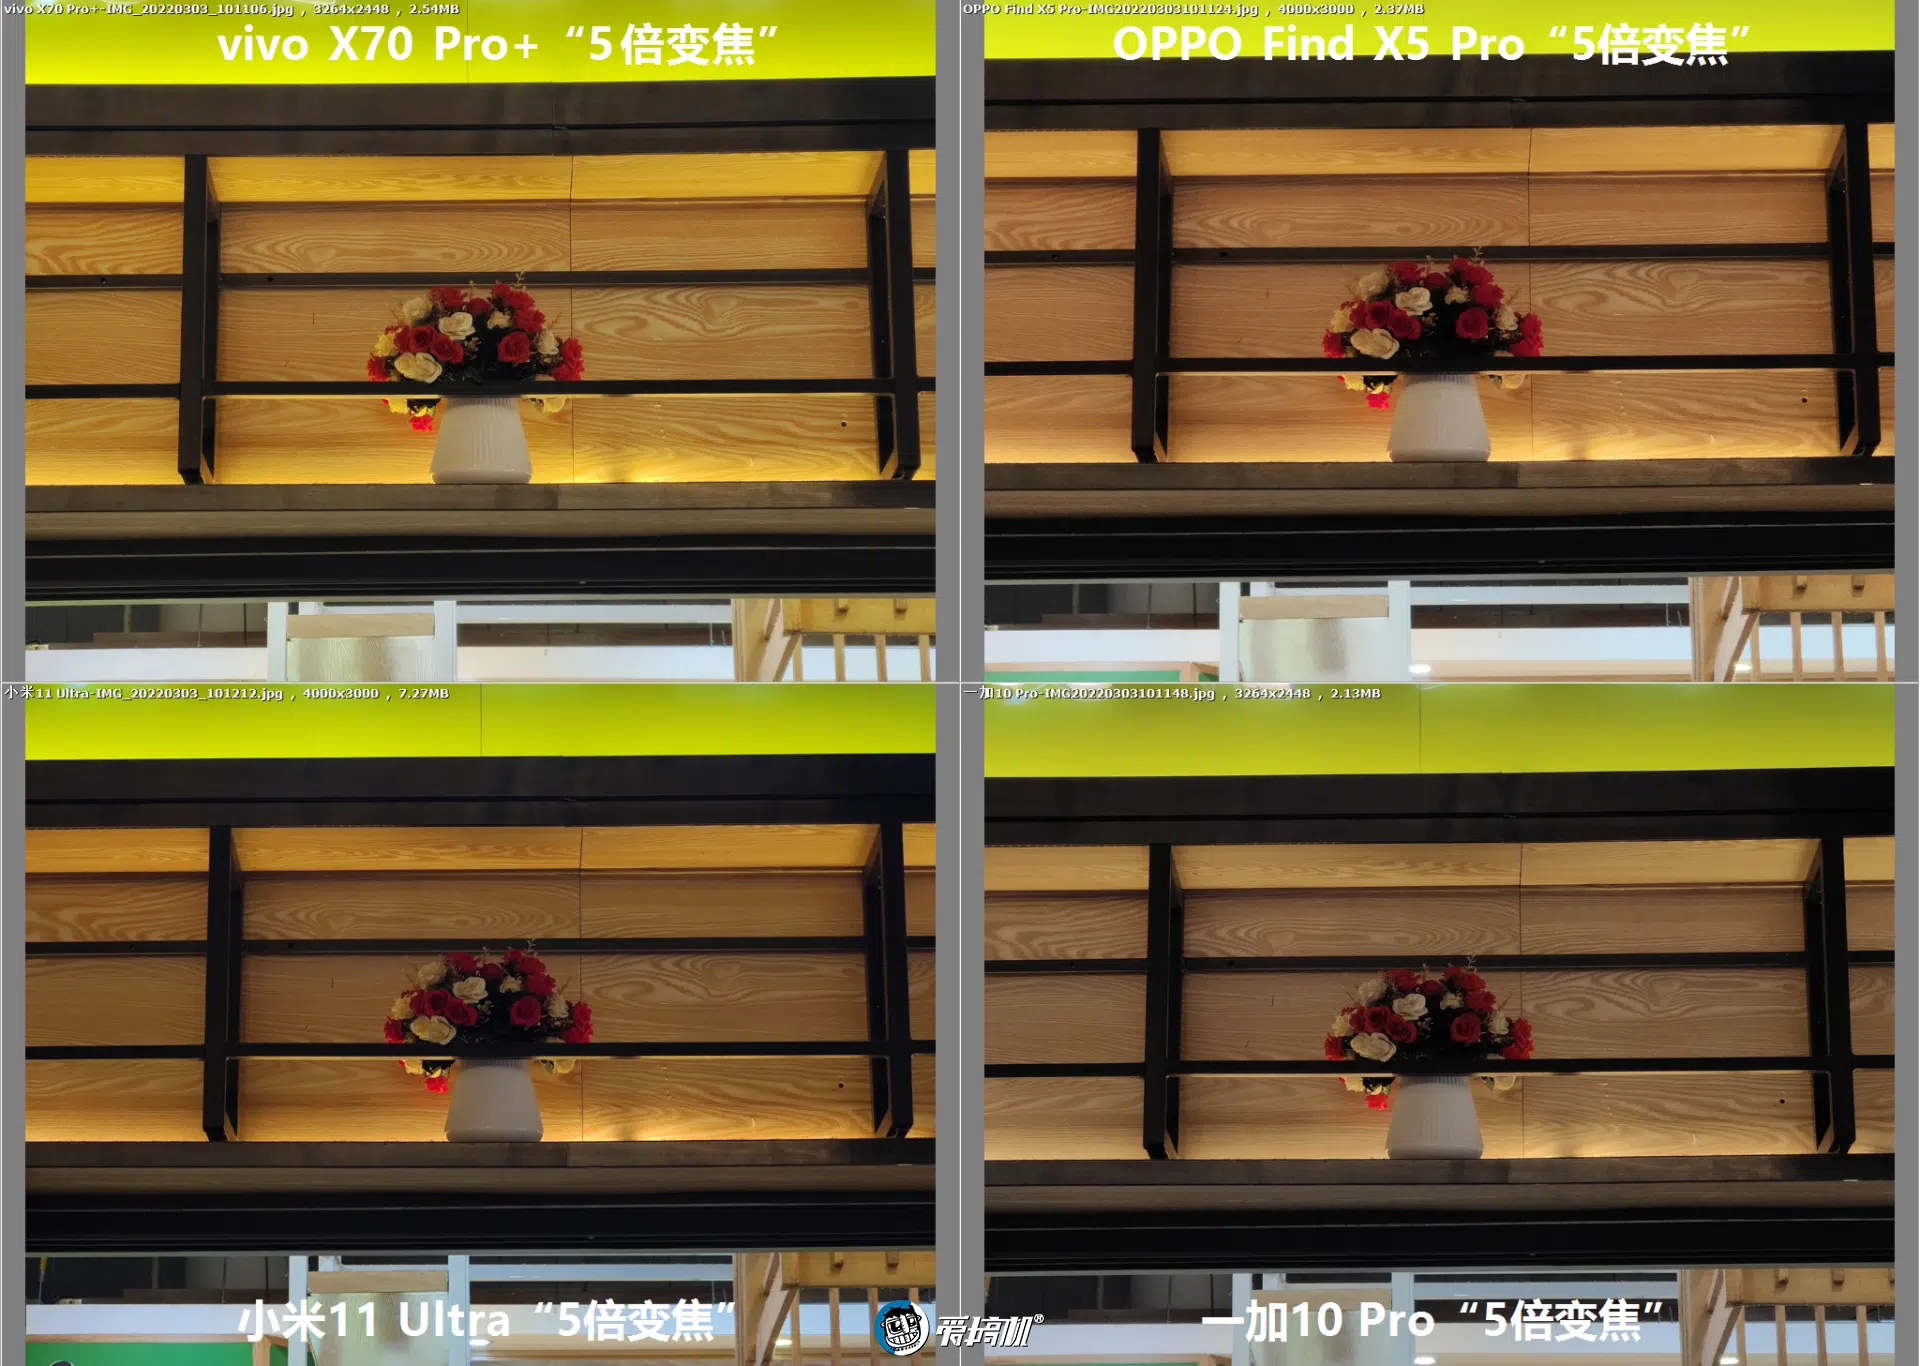 vivo X70 Pro+-IMG_20220303_101106.jpg , 3264x2448 , 2.54MB
vivo X70 Pro+ “5倍变焦”
OPPO Find X5 Pro-IMG20220303101124.jpg , 4000x3000 , 2.37MB
OPPO Find X5 Pro “5倍变焦”
小米11 Ultra-IMG_20220303_101212.jpg , 4000x3000 , 7.27MB
小米11 Ultra “5倍变焦”
一加10 Pro-IMG20220303101148.jpg , 3264x2448 , 2.13MB
一加10 Pro “5倍变焦”
爱搞机®